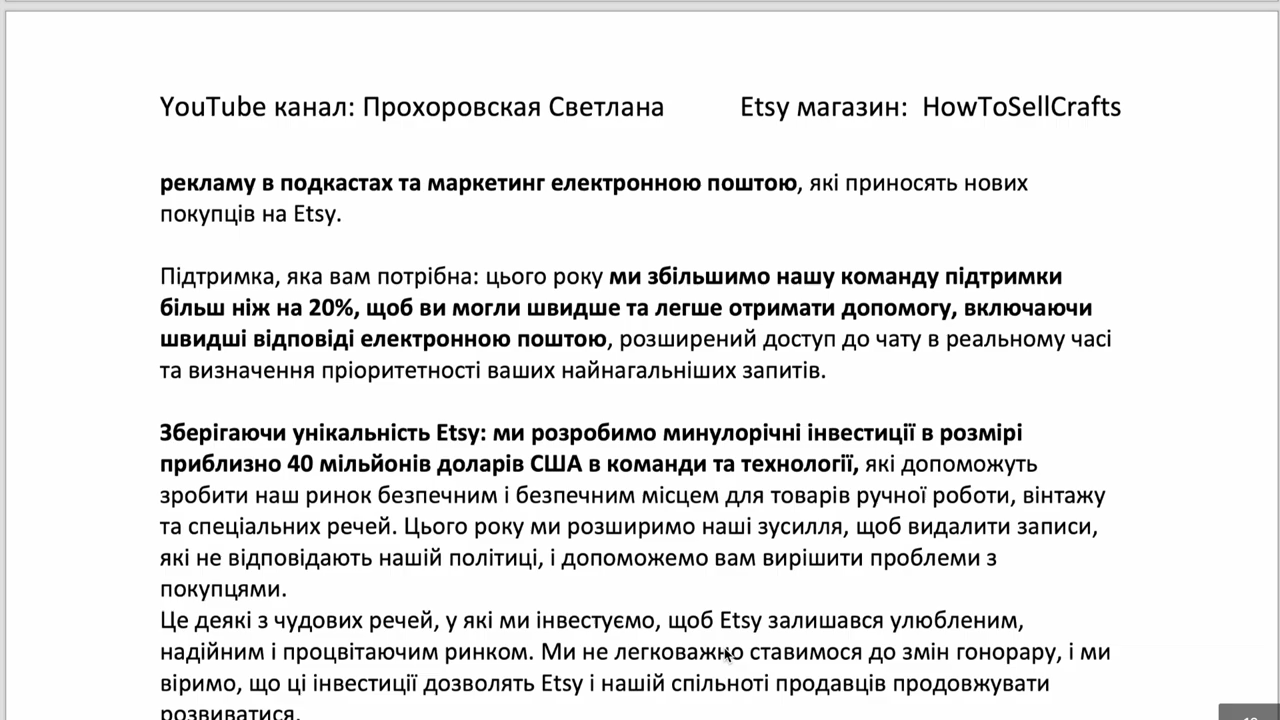 YouTube канал: Прохоровская Светлана Etsy магазин: HowToSellCrafts
рекламу в подкастах та маркетинг електронною поштою, які приносять нових
покупців на Etsy.
Підтримка, яка вам потрібна: цього року ми збільшимо нашу команду підтримки
більш ніж на 20%, щоб ви могли швидше та легше отримати допомогу, включаючи
швидші відповіді електронною поштою, розширений доступ до чату в реальному часі
та визначення пріоритетності ваших найнагальніших запитів.
Зберігаючи унікальність Etsy: ми розробимо минулорічні інвестиції в розмірі
приблизно 40 мільйонів доларів США в команди та технології, які допоможуть
зробити наш ринок безпечним і безпечним місцем для товарів ручної роботи, вінтажу
та спеціальних речей. Цього року ми розширимо наші зусилля, щоб видалити записи,
які не відповідають нашій політиці, і допоможемо вам вирішити проблеми з
покупцями.
Це деякі з чудових речей, у які ми інвестуємо, щоб Etsy залишався улюбленим,
надійним і процвітаючим ринком. Ми не легковажно ставимося до змін гонорару, і ми
віримо, що ці інвестиції дозволять Etsy і нашій спільноті продавців продовжувати
розвиватися.